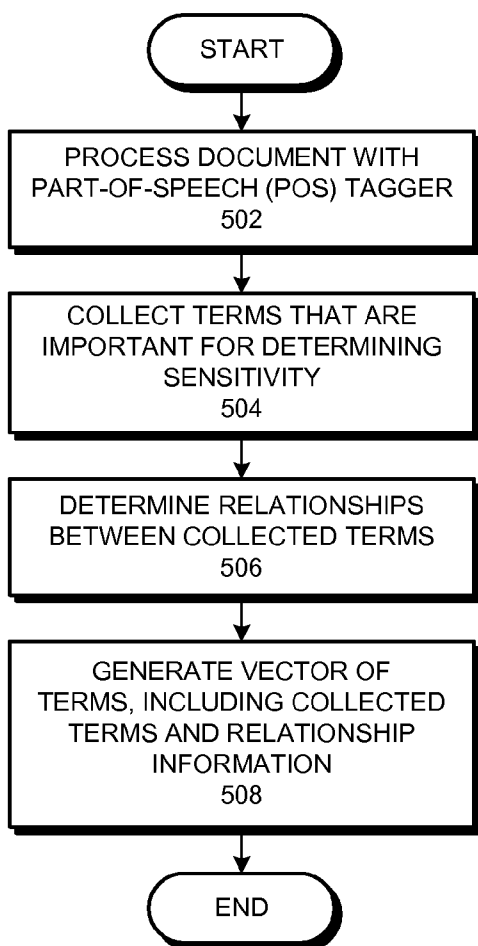 START
PROCESS DOCUMENT WITH
PART-OF-SPEECH (POS) TAGGER
502
COLLECT TERMS THAT ARE
IMPORTANT FOR DETERMINING
SENSITIVITY
504
DETERMINE RELATIONSHIPS
BETWEEN COLLECTED TERMS
506
GENERATE VECTOR OF
TERMS, INCLUDING COLLECTED
TERMS AND RELATIONSHIP
INFORMATION
508
END